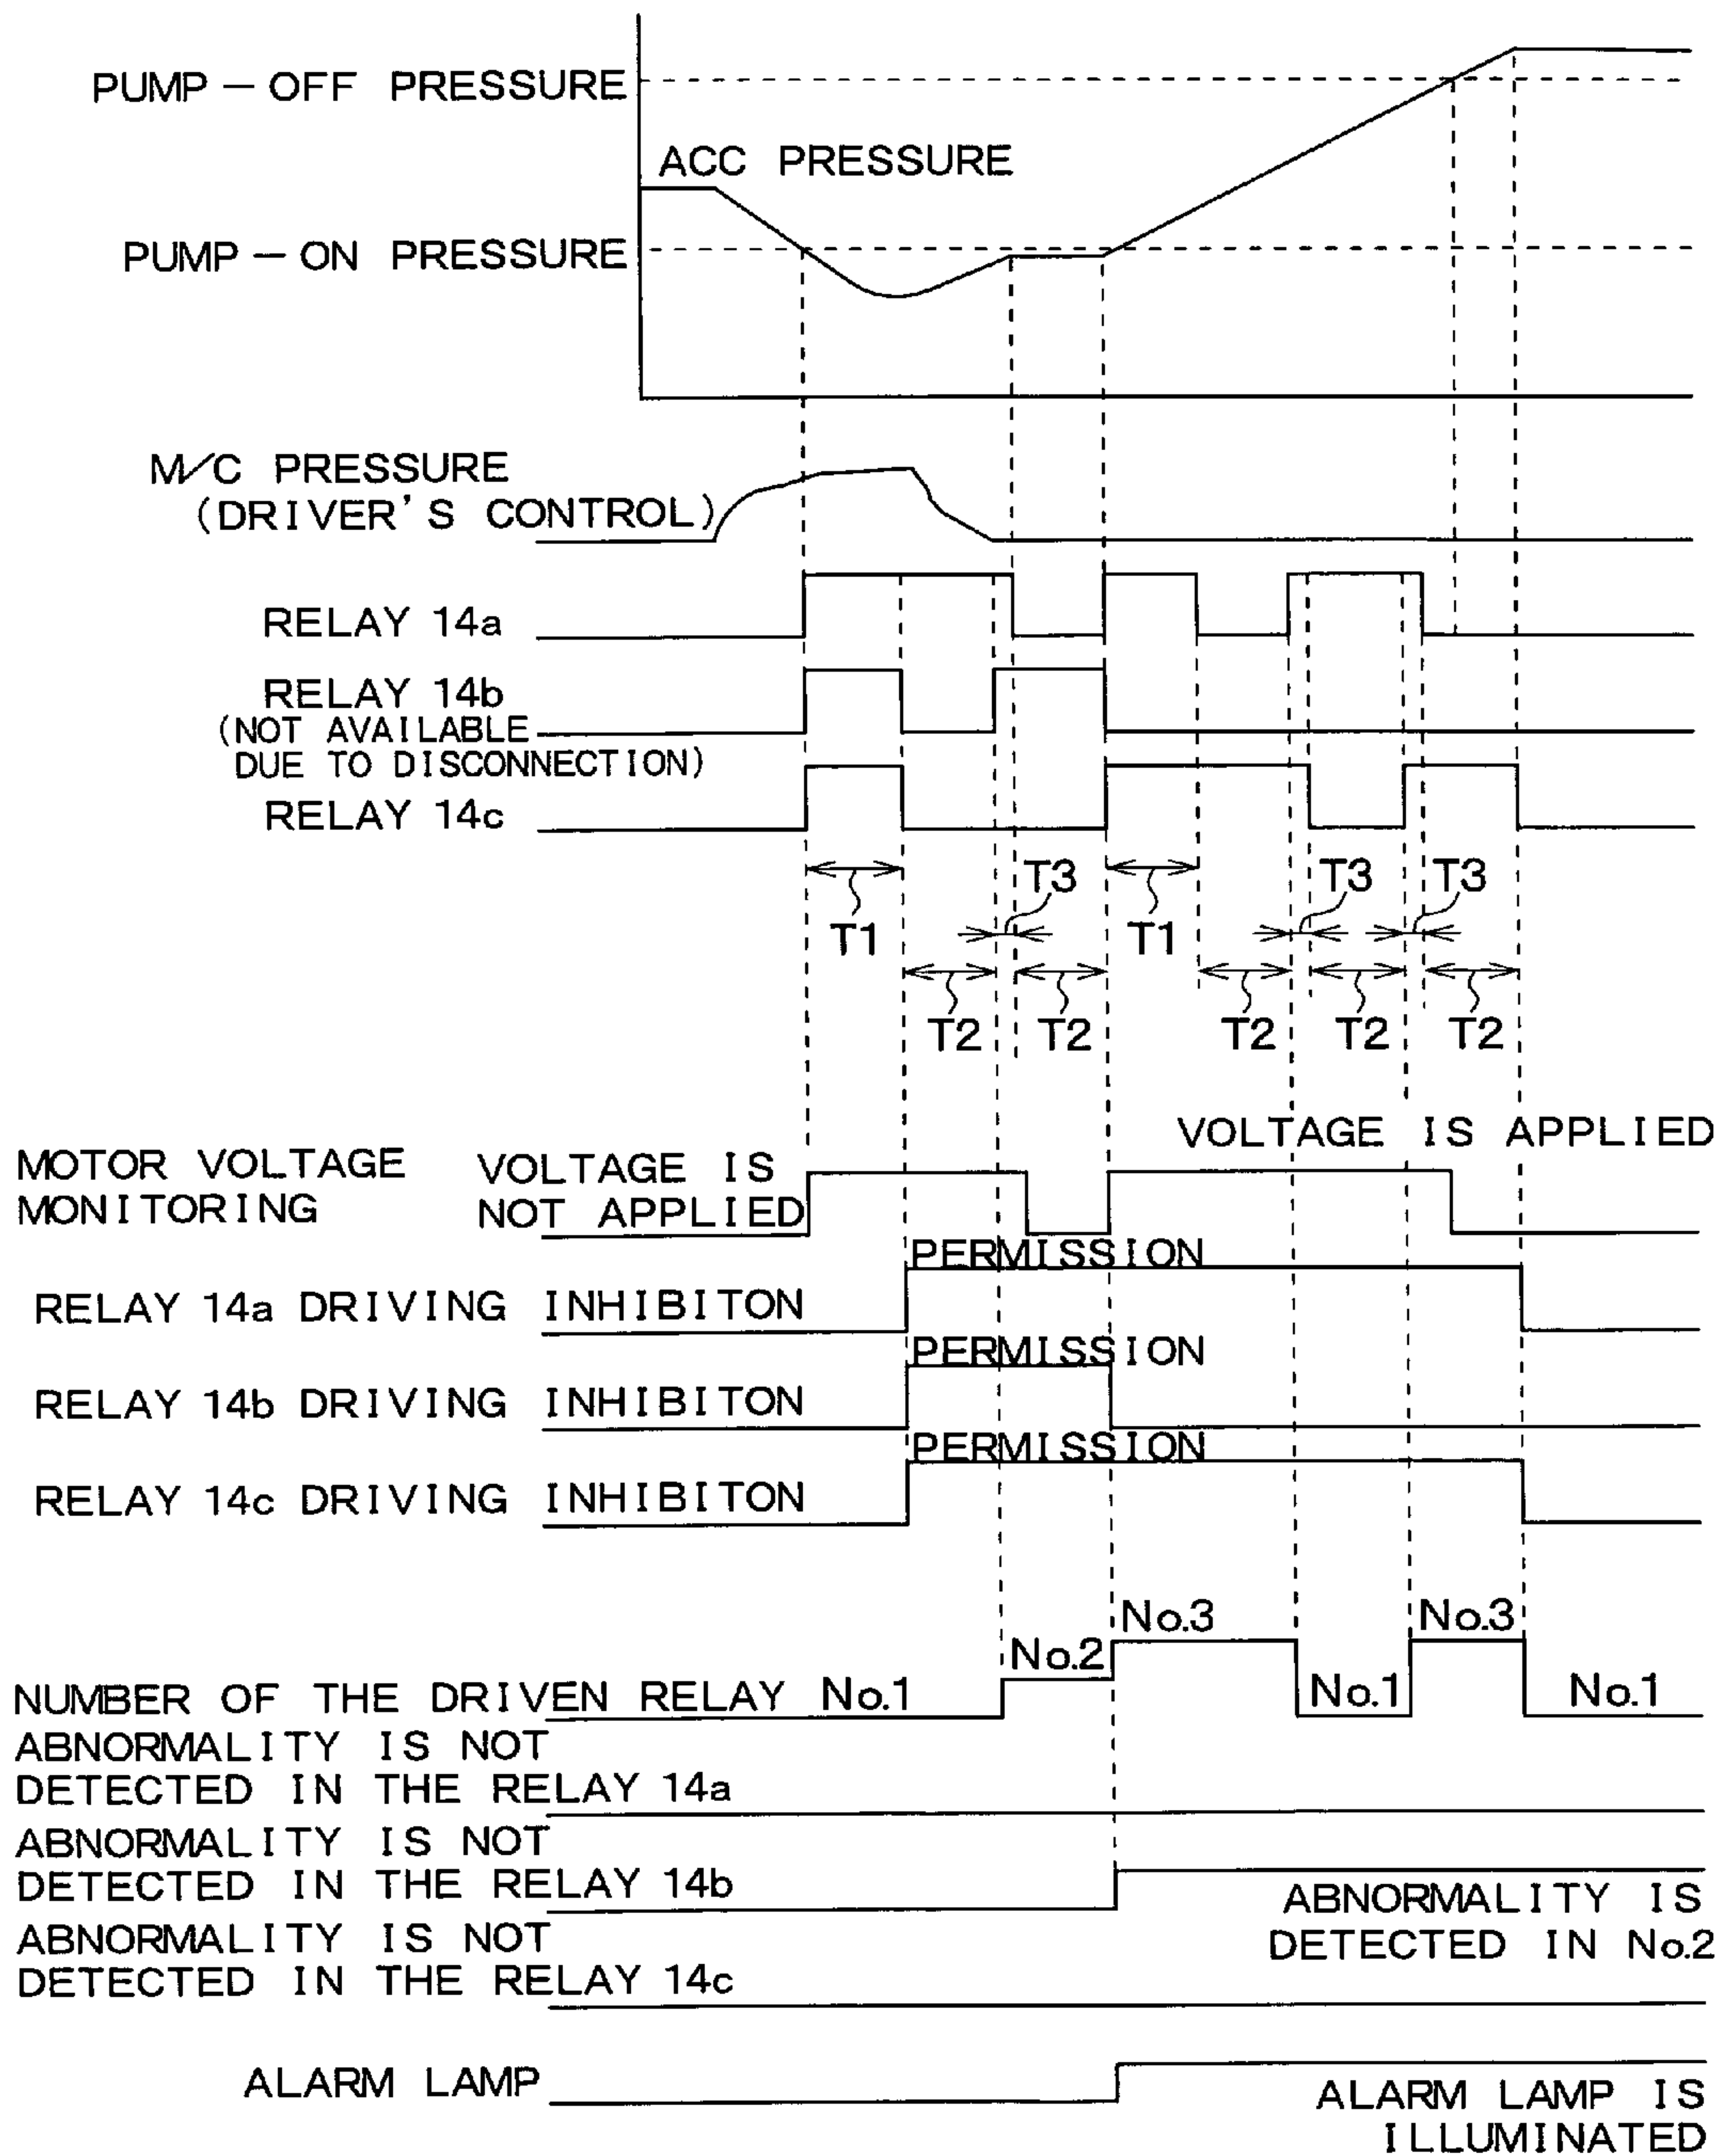 PUMP-OFF PRESSURE
ACC PRESSURE
PUMP-ON PRESSURE
M/C PRESSURE
(DRIVER'S CONTROL)
RELAY 14a
RELAY 14b
(NOT AVAILABLE
DUE TO DISCONNECTION)
RELAY 14c
T3 T3 T3
T1 T1
T2 T2 T2 T2 T2
VOLTAGE IS APPLIED
MOTOR VOLTAGE
MONITORING
VOLTAGE IS
NOT APPLIED
PERMISSION
RELAY 14a DRIVING INHIBITON
PERMISSION
RELAY 14b DRIVING INHIBITON
PERMISSION
RELAY 14c DRIVING INHIBITON
No.3 No.3
No.2
NUMBER OF THE DRIVEN RELAY No.1 No.1 No.1
ABNORMALITY IS NOT
DETECTED IN THE RELAY 14a
ABNORMALITY IS NOT
DETECTED IN THE RELAY 14b
ABNORMALITY IS
DETECTED IN No.2
ABNORMALITY IS NOT
DETECTED IN THE RELAY 14c
ALARM LAMP
ALARM LAMP IS
ILLUMINATED